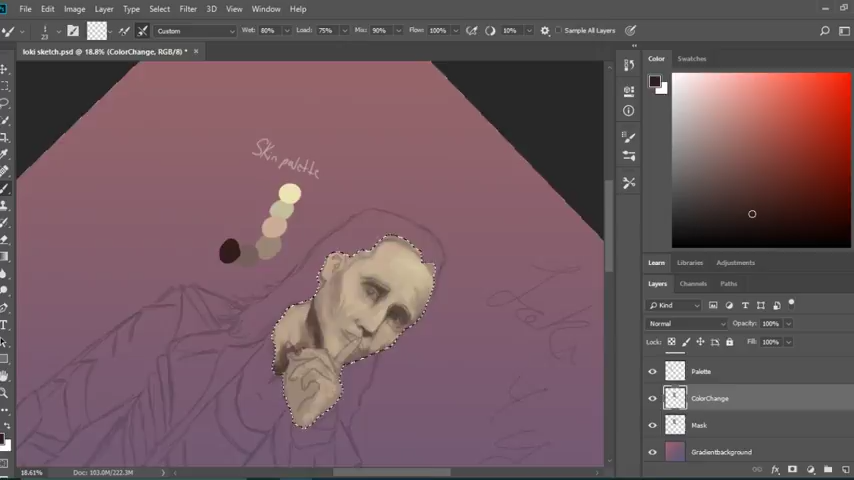 File Edit Image Layer Type Select Filter 3D View Window Help
23 Custom Wet: 80% Load: 75% Mix: 90% Flow: 100% 10% Sample All Layers
loki sketch.psd @ 18.8% (ColorChange, RGB/8) * ×
Color Swatches
Skin palette
Learn Libraries Adjustments
Layers Channels Paths
Kind
Normal Opacity: 100%
Lock: Fill: 100%
Palette
ColorChange
Mask
Gradientbackground
18.61% Doc: 103.0M/222.3M
fx